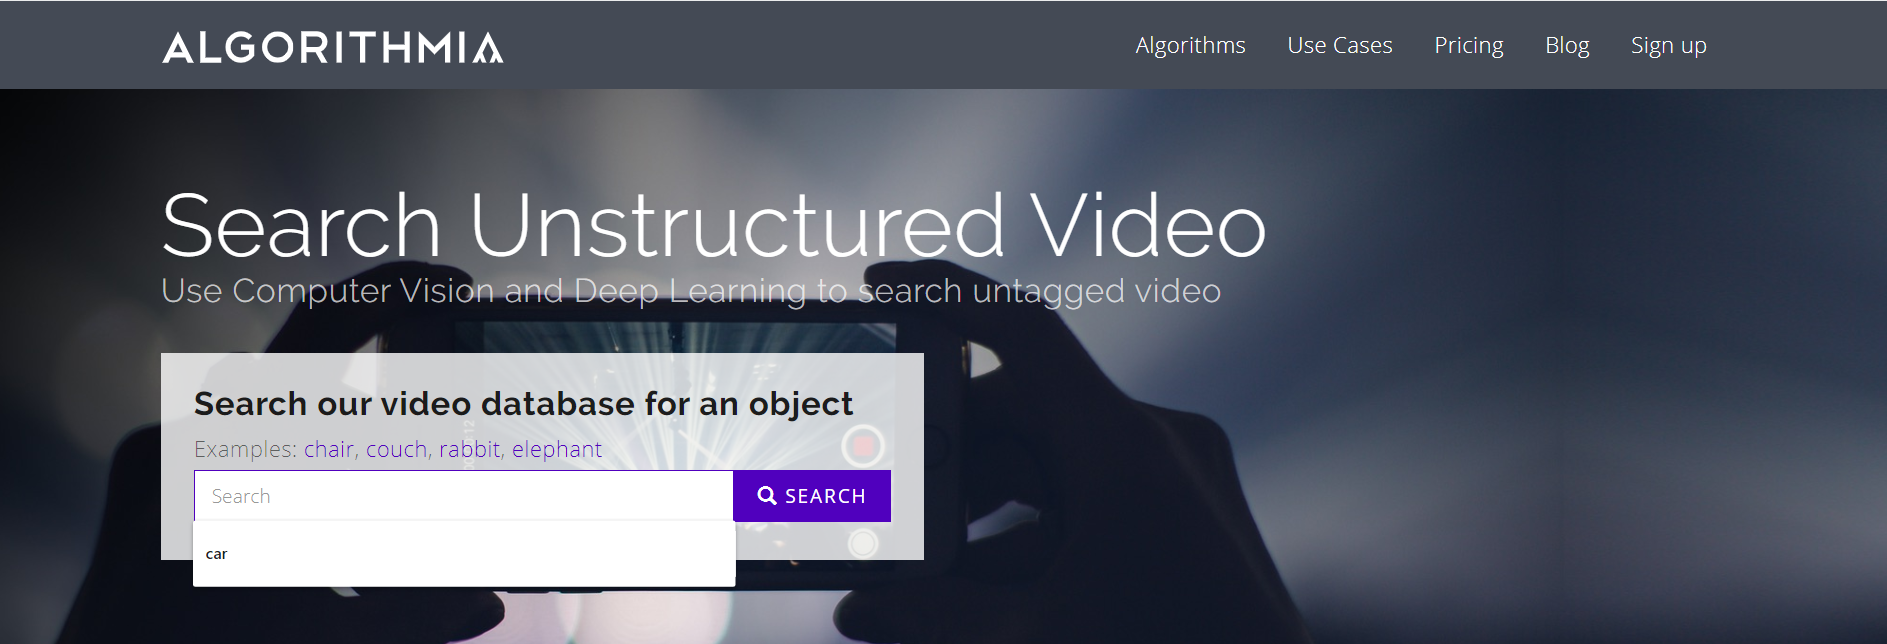 ALGORITHMIA
Algorithms Use Cases Pricing Blog Sign up
Search Unstructured Video
Use Computer Vision and Deep Learning to search untagged video
Search our video database for an object
Examples: chair, couch, rabbit, elephant
Search
SEARCH
car